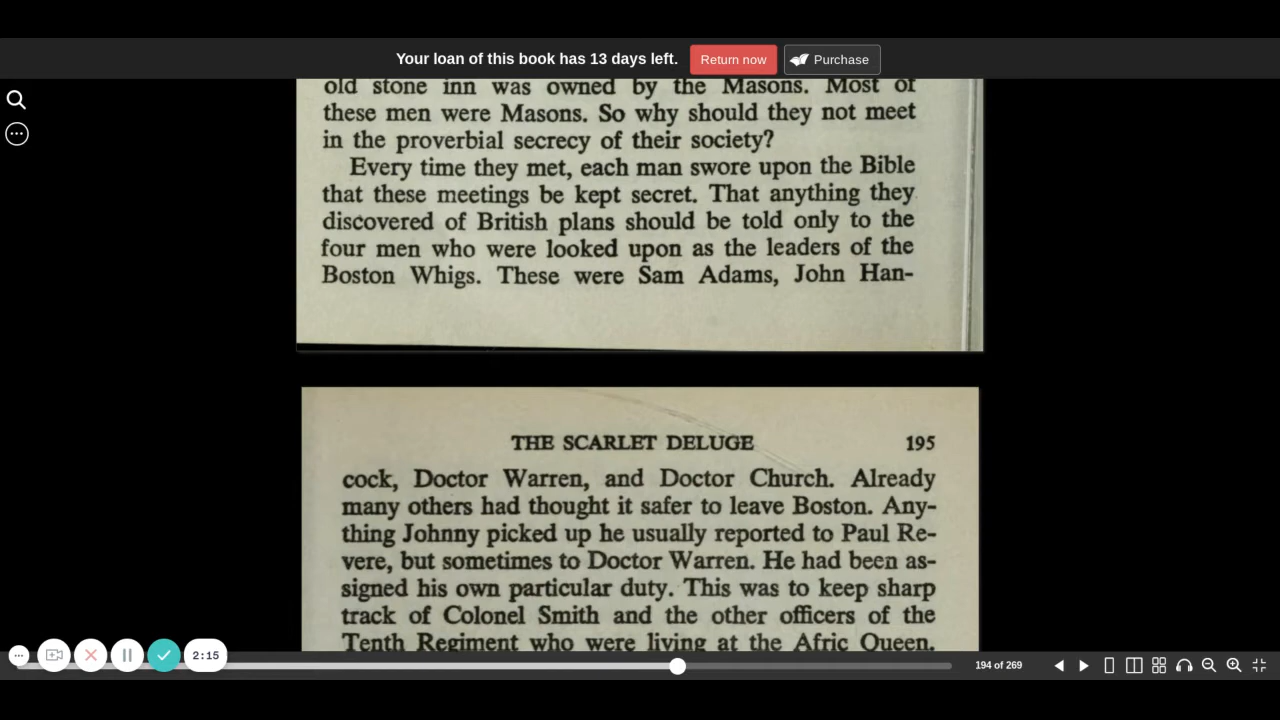 Your loan of this book has 13 days left. Return now Purchase
old stone inn was owned by the Masons. Most of
these men were Masons. So why should they not meet
in the proverbial secrecy of their society?
Every time they met, each man swore upon the Bible
that these meetings be kept secret. That anything they
discovered of British plans should be told only to the
four men who were looked upon as the leaders of the
Boston Whigs. These were Sam Adams, John Han-
THE SCARLET DELUGE 195
cock, Doctor Warren, and Doctor Church. Already
many others had thought it safer to leave Boston. Any-
thing Johnny picked up he usually reported to Paul Re-
vere, but sometimes to Doctor Warren. He had been as-
signed his own particular duty. This was to keep sharp
track of Colonel Smith and the other officers of the
Tenth Regiment who were living at the Afric Queen.
2:15
194 of 269